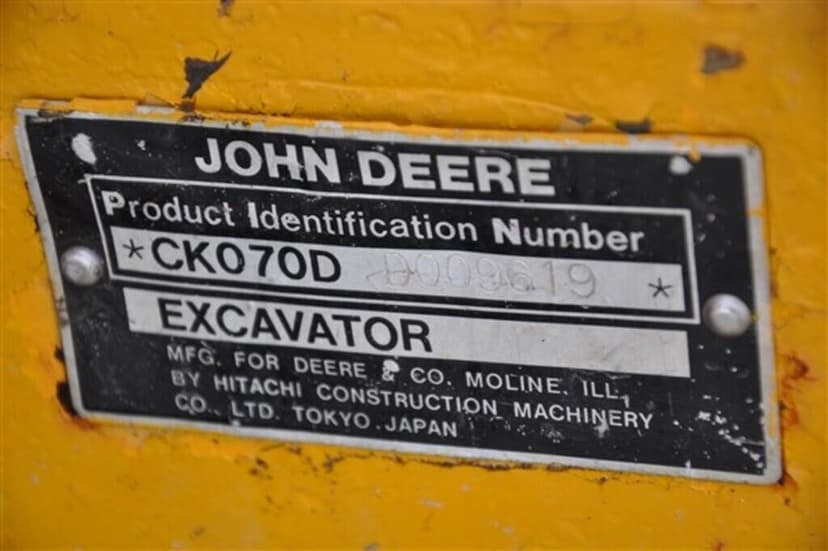 JOHN DEERE
Product Identification Number
*CK070D D009619 *
EXCAVATOR
MFG. FOR DEERE & CO. MOLINE. ILL,
BY HITACHI CONSTRUCTION MACHINERY
CO., LTD. TOKYO.JAPAN